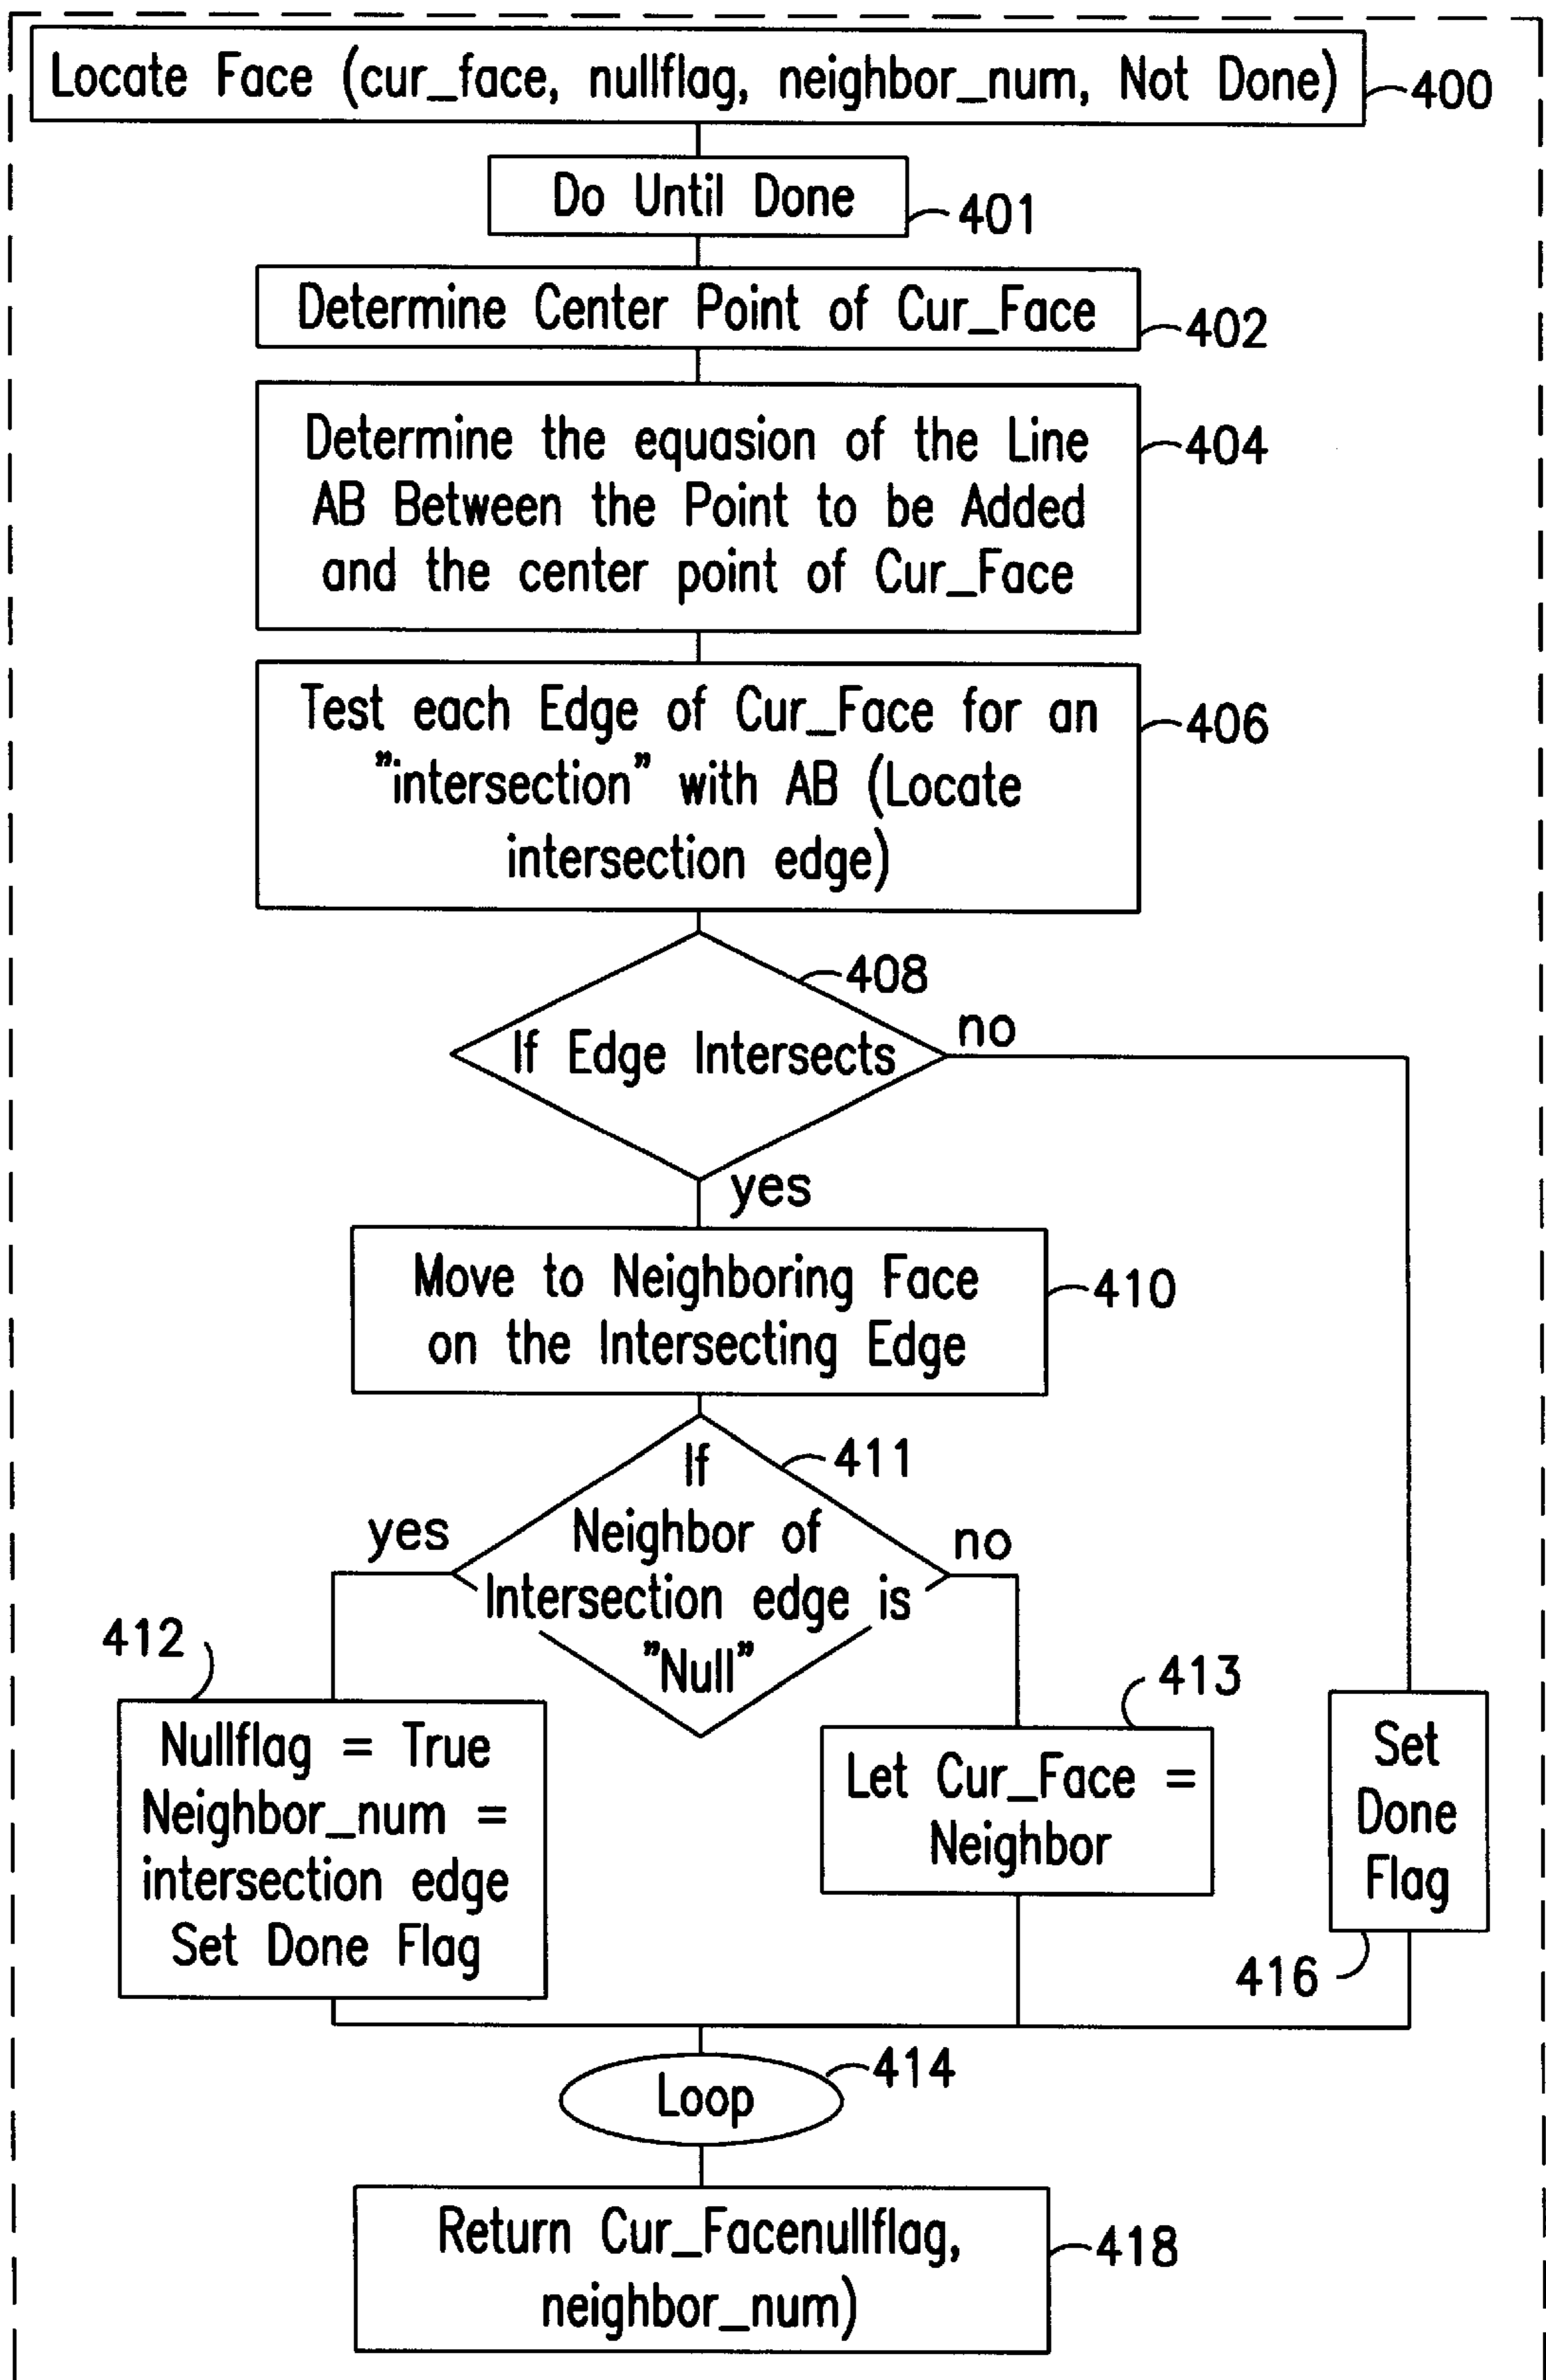 Locate Face (cur_face, nullflag, neighbor_num, Not Done)
400
Do Until Done
401
Determine Center Point of Cur_Face
402
Determine the equasion of the Line
AB Between the Point to be Added
and the center point of Cur_Face
404
Test each Edge of Cur_Face for an
"intersection" with AB (Locate
intersection edge)
406
408
If Edge Intersects
no
yes
Move to Neighboring Face
on the Intersecting Edge
410
If
Neighbor of
Intersection edge is
"Null"
411
yes
no
412
Nullflag = True
Neighbor_num =
intersection edge
Set Done Flag
413
Let Cur_Face =
Neighbor
Set
Done
Flag
416
Loop
414
Return Cur_Facenullflag,
neighbor_num)
418